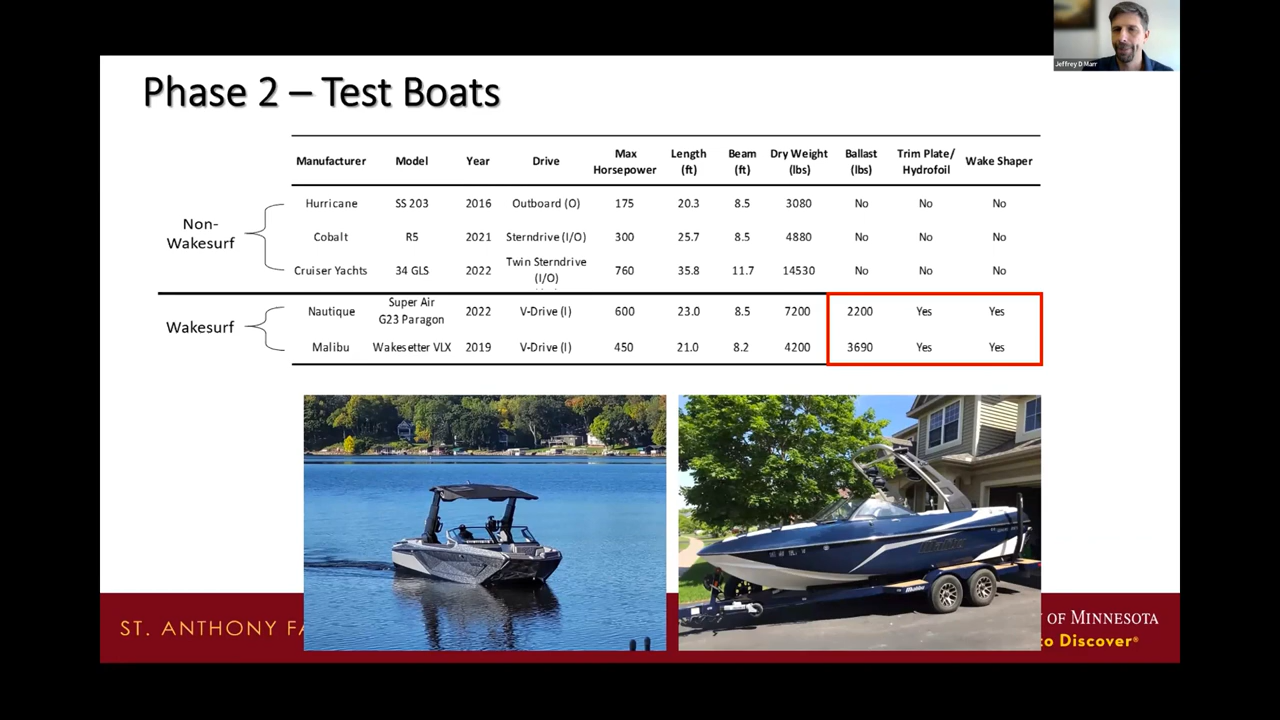 Jeffrey D Marr
Phase 2 – Test Boats
Manufacturer Model Year Drive Max Horsepower Length (ft) Beam (ft) Dry Weight (lbs) Ballast (lbs) Trim Plate/ Hydrofoil Wake Shaper
Non-Wakesurf
Hurricane SS 203 2016 Outboard (O) 175 20.3 8.5 3080 No No No
Cobalt R5 2021 Sterndrive (I/O) 300 25.7 8.5 4880 No No No
Cruiser Yachts 34 GLS 2022 Twin Sterndrive (I/O) 760 35.8 11.7 14530 No No No
Wakesurf
Nautique Super Air G23 Paragon 2022 V-Drive (I) 600 23.0 8.5 7200 2200 Yes Yes
Malibu Wakesetter VLX 2019 V-Drive (I) 450 21.0 8.2 4200 3690 Yes Yes
Malibu
Malibu
ST. ANTHONY FA
OF MINNESOTA
to Discover®